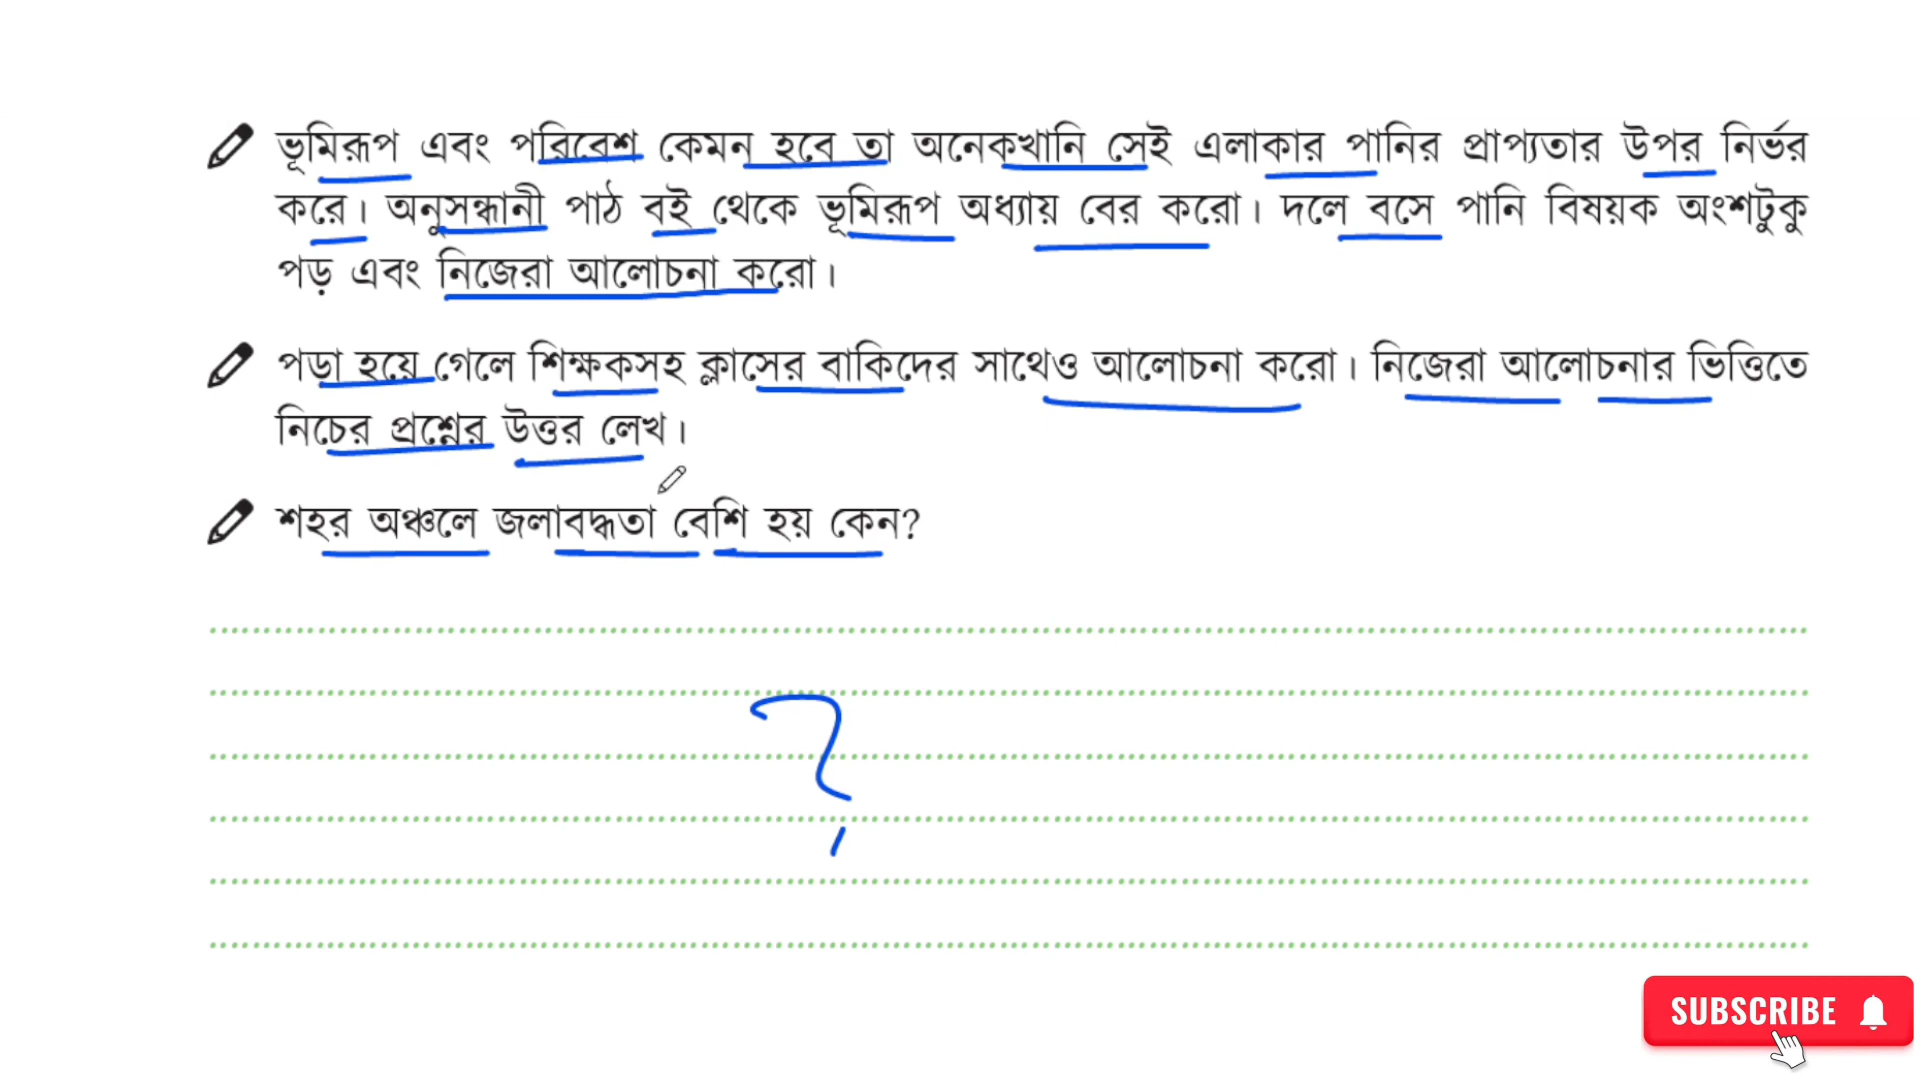 ভূমিরূপ এবং পরিবেশ কেমন হবে তা অনেকখানি সেই এলাকার পানির প্রাপ্যতার উপর নির্ভর
করে। অনুসন্ধানী পাঠ বই থেকে ভূমিরূপ অধ্যায় বের করো। দলে বসে পানি বিষয়ক অংশটুকু
পড় এবং নিজেরা আলোচনা করো।
পড়া হয়ে গেলে শিক্ষকসহ ক্লাসের বাকিদের সাথেও আলোচনা করো। নিজেরা আলোচনার ভিত্তিতে
নিচের প্রশ্নের উত্তর লেখ।
শহর অঞ্চলে জলাবদ্ধতা বেশি হয় কেন?
?
SUBSCRIBE